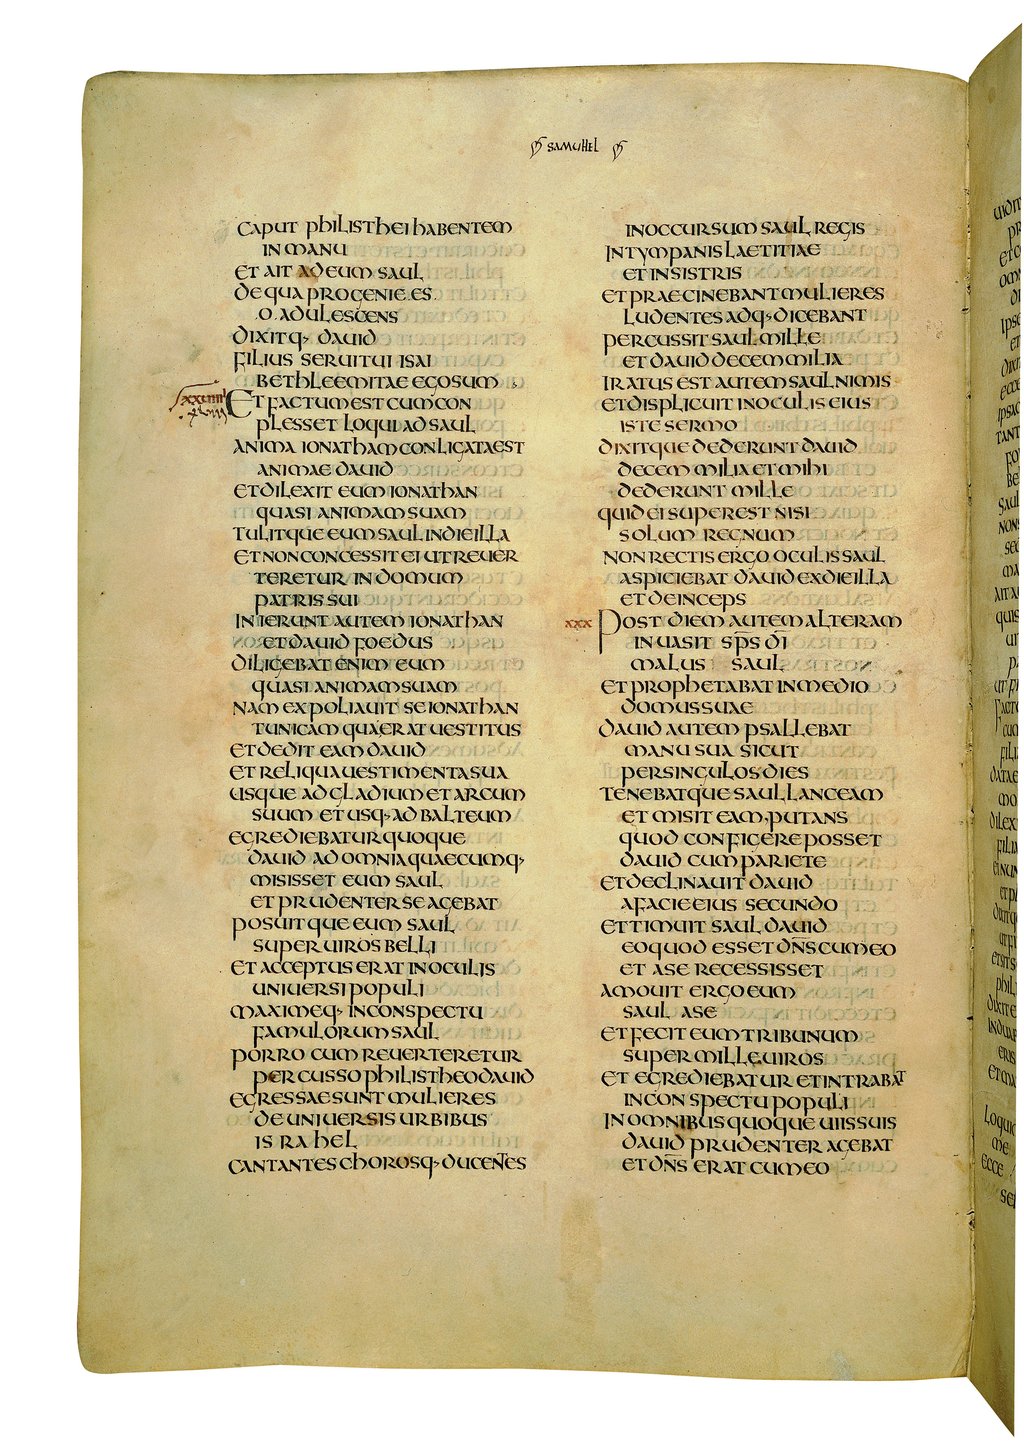 SAMUHEL
CAPUT PHILISTHEI HABENTEM
IN MANU
ET AIT AD EUM SAUL
DE QUA PROGENIE ES
O ADULESCENS
DIXITQ· DAUID
FILIUS SERUI TUI ISAI
BETHLEEMITAE EGO SUM
XXVIIII
ET FACTUM EST CUM CON
PLESSET LOQUI AD SAUL
ANIMA IONATHAM CONLIGATA EST
ANIMAE DAUID
ET DILEXIT EUM IONATHAN
QUASI ANIMAM SUAM
TULITQUE EUM SAUL IN DIE ILLA
ET NON CONCESSIT EI UT REUER
TERETUR IN DOMUM
PATRIS SUI
INIERUNT AUTEM IONATHAN
ET DAUID FOEDUS
DILIGEBAT ENIM EUM
QUASI ANIMAM SUAM
NAM EXPOLIAUIT SE IONATHAN
TUNICAM QUA ERAT UESTITUS
ET DEDIT EAM DAUID
ET RELIQUA UESTIMENTA SUA
USQUE AD GLADIUM ET ARCUM
SUUM ET USQ· AD BALTEUM
EGREDIEBATUR QUOQUE
DAUID AD OMNIA QUAECUMQ·
MISISSET EUM SAUL
ET PRUDENTER SE AGEBAT
POSUITQUE EUM SAUL
SUPER UIROS BELLI
ET ACCEPTUS ERAT IN OCULIS
UNIUERSI POPULI
MAXIMEQ· IN CONSPECTU
FAMULORUM SAUL
PORRO CUM REUERTERETUR
PERCUSSO PHILISTHEO DAUID
EGRESSAE SUNT MULIERES
DE UNIUERSIS URBIBUS
ISRAHEL
CANTANTES CHOROSQ· DUCENTES
IN OCCURSUM SAUL REGIS
IN TYMPANIS LAETITIAE
ET IN SISTRIS
ET PRAECINEBANT MULIERES
LUDENTES ADQ· DICEBANT
PERCUSSIT SAUL MILLE
ET DAUID DECEM MILIA
IRATUS EST AUTEM SAUL NIMIS
ET DISPLICUIT IN OCULIS EIUS
ISTE SERMO
DIXITQUE DEDERUNT DAUID
DECEM MILIA ET MIHI
DEDERUNT MILLE
QUID EI SUPEREST NISI
SOLUM REGNUM
NON RECTIS ERGO OCULIS SAUL
ASPICIEBAT DAUID EX DIE ILLA
ET DEINCEPS
XXX POST DIEM AUTEM ALTERAM
INUASIT SP̅S D̅I
MALUS SAUL
ET PROPHETABAT IN MEDIO
DOMUS SUAE
DAUID AUTEM PSALLEBAT
MANU SUA SICUT
PER SINGULOS DIES
TENEBATQUE SAUL LANCEAM
ET MISIT EAM PUTANS
QUOD CONFIGERE POSSET
DAUID CUM PARIETE
ET DECLINAUIT DAUID
A FACIE EIUS SECUNDO
ET TIMUIT SAUL DAUID
EO QUOD ESSET DN̅S CUM EO
ET A SE RECESSISSET
AMOUIT ERGO EUM
SAUL A SE
ET FECIT EUM TRIBUNUM
SUPER MILLE UIROS
ET EGREDIEBATUR ET INTRABAT
IN CONSPECTU POPULI
IN OMNIBUS QUOQUE UIIS SUIS
DAUID PRUDENTER AGEBAT
ET DN̅S ERAT CUM EO